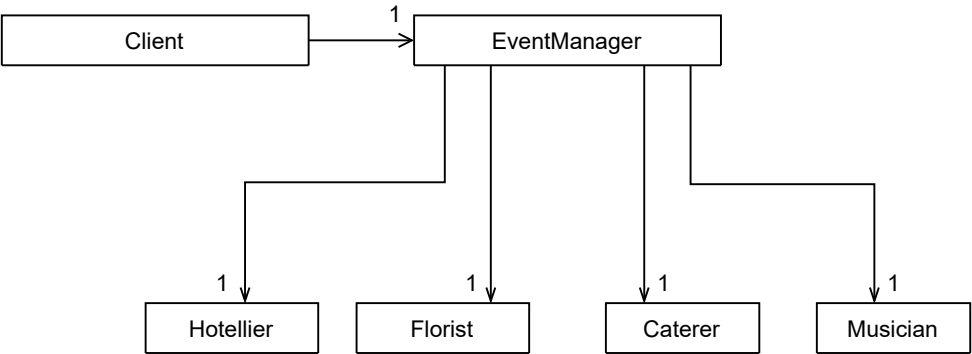 1
Client
EventManager
1
1
1
1
Hotellier
Florist
Caterer
Musician